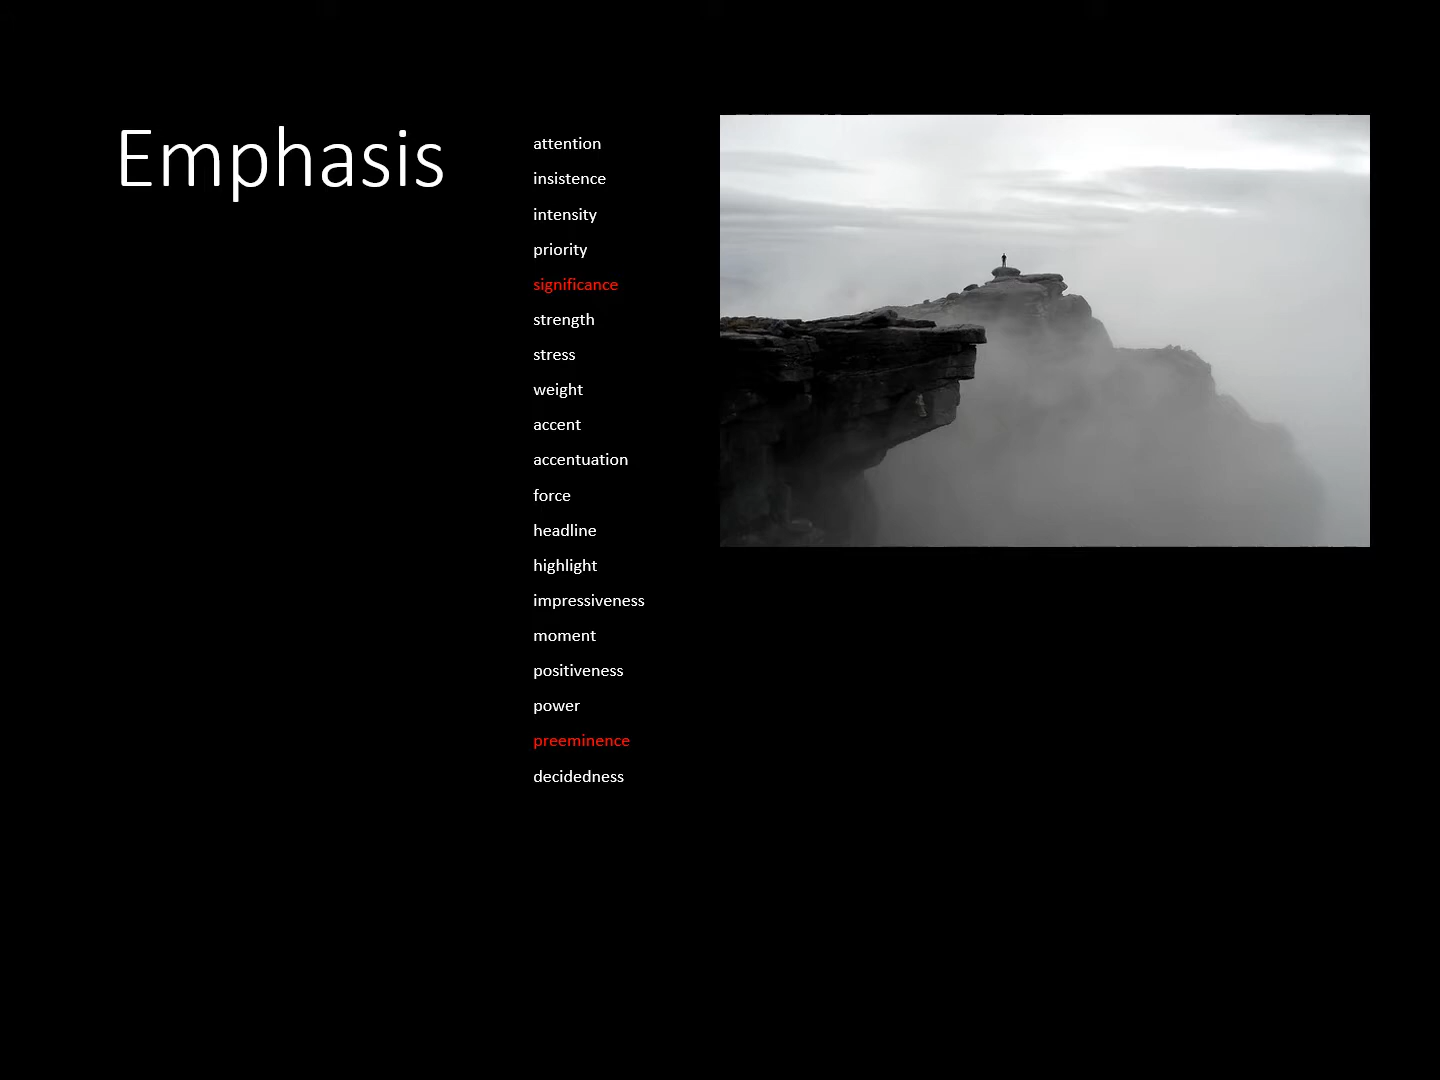 Emphasis
attention
insistence
intensity
priority
significance
strength
stress
weight
accent
accentuation
force
headline
highlight
impressiveness
moment
positiveness
power
preeminence
decidedness